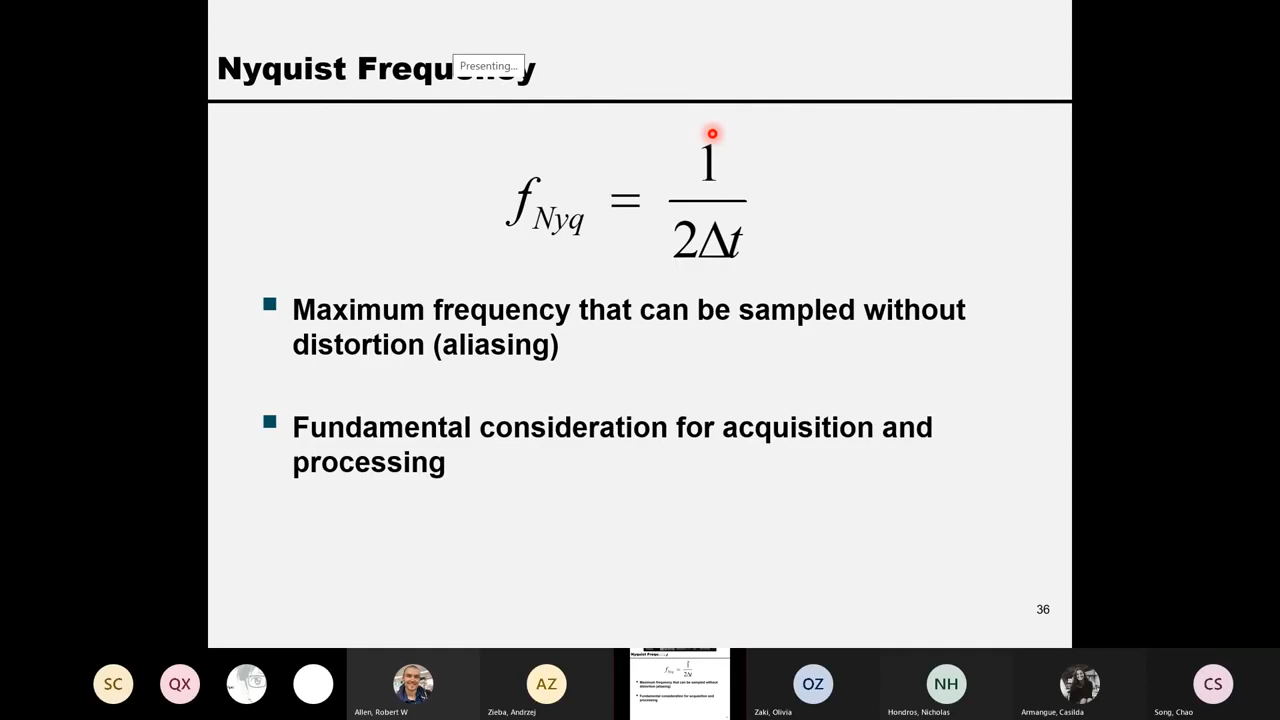 Nyquist Frequency
Presenting...
f_Nyq = 1 / 2Δt
Maximum frequency that can be sampled without
distortion (aliasing)
Fundamental consideration for acquisition and
processing
36
SC
QX
AZ
OZ
NH
CS
Allen, Robert W
Zieba, Andrzej
Zaki, Olivia
Hondros, Nicholas
Armangue, Casilda
Song, Chao